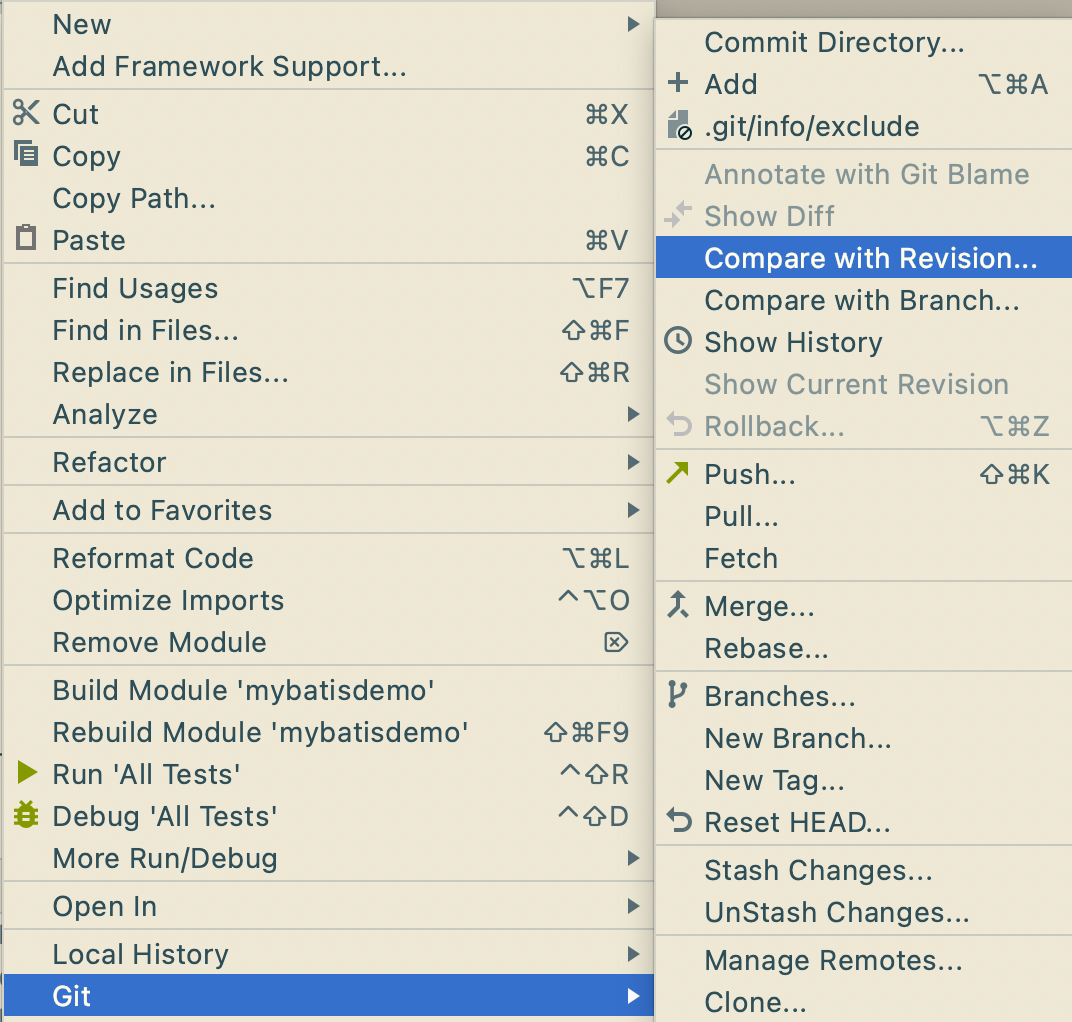 New
Add Framework Support...
Cut ⌘X
Copy ⌘C
Copy Path...
Paste ⌘V
Find Usages ⌥F7
Find in Files... ⇧⌘F
Replace in Files... ⇧⌘R
Analyze
Refactor
Add to Favorites
Reformat Code ⌥⌘L
Optimize Imports ^⌥O
Remove Module ⌦
Build Module 'mybatisdemo'
Rebuild Module 'mybatisdemo' ⇧⌘F9
Run 'All Tests' ^⇧R
Debug 'All Tests' ^⇧D
More Run/Debug
Open In
Local History
Git
Commit Directory...
Add ⌥⌘A
.git/info/exclude
Annotate with Git Blame
Show Diff
Compare with Revision...
Compare with Branch...
Show History
Show Current Revision
Rollback... ⌥⌘Z
Push... ⇧⌘K
Pull...
Fetch
Merge...
Rebase...
Branches...
New Branch...
New Tag...
Reset HEAD...
Stash Changes...
UnStash Changes...
Manage Remotes...
Clone...